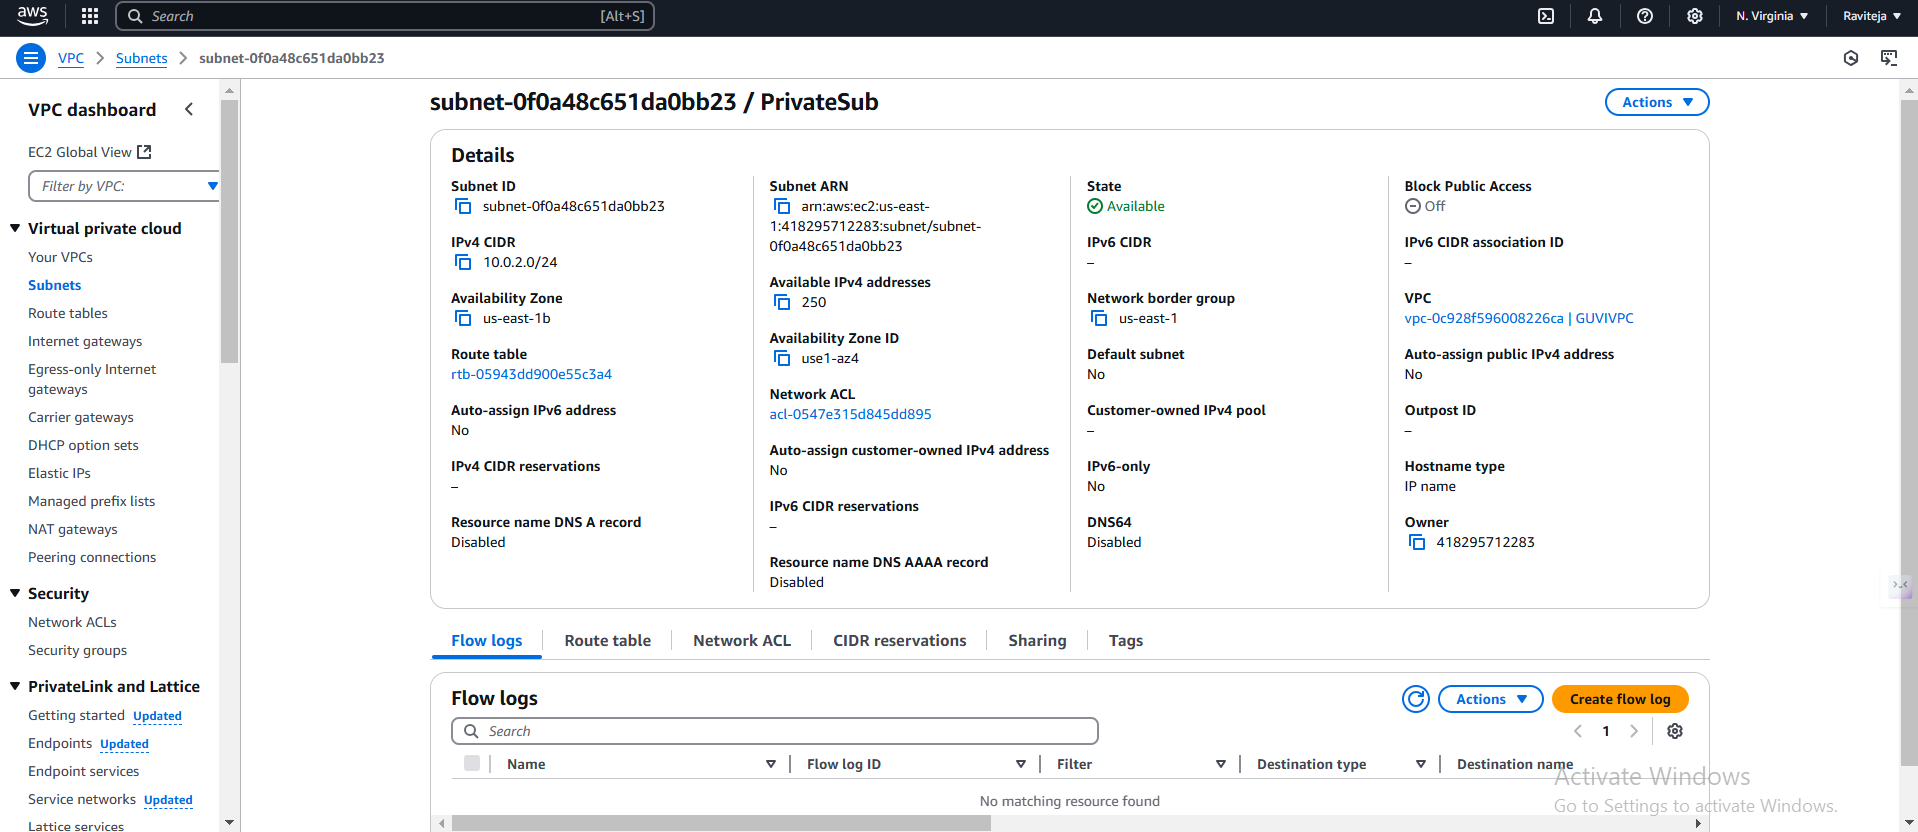 aws
Search [Alt+S]
N. Virginia
Raviteja
VPC
Subnets
subnet-0f0a48c651da0bb23
VPC dashboard
EC2 Global View
Filter by VPC:
Virtual private cloud
Your VPCs
Subnets
Route tables
Internet gateways
Egress-only Internet
gateways
Carrier gateways
DHCP option sets
Elastic IPs
Managed prefix lists
NAT gateways
Peering connections
Security
Network ACLs
Security groups
PrivateLink and Lattice
Getting started Updated
Endpoints Updated
Endpoint services
Service networks Updated
Lattice services
subnet-0f0a48c651da0bb23 / PrivateSub
Actions
Details
Subnet ID
subnet-0f0a48c651da0bb23
IPv4 CIDR
10.0.2.0/24
Availability Zone
us-east-1b
Route table
rtb-05943dd900e55c3a4
Auto-assign IPv6 address
No
IPv4 CIDR reservations
–
Resource name DNS A record
Disabled
Subnet ARN
arn:aws:ec2:us-east-
1:418295712283:subnet/subnet-
0f0a48c651da0bb23
Available IPv4 addresses
250
Availability Zone ID
use1-az4
Network ACL
acl-0547e315d845dd895
Auto-assign customer-owned IPv4 address
No
IPv6 CIDR reservations
–
Resource name DNS AAAA record
Disabled
State
Available
IPv6 CIDR
–
Network border group
us-east-1
Default subnet
No
Customer-owned IPv4 pool
–
IPv6-only
No
DNS64
Disabled
Block Public Access
Off
IPv6 CIDR association ID
–
VPC
vpc-0c928f596008226ca | GUVIVPC
Auto-assign public IPv4 address
No
Outpost ID
–
Hostname type
IP name
Owner
418295712283
Flow logs
Route table
Network ACL
CIDR reservations
Sharing
Tags
Flow logs
Actions
Create flow log
Search
1
Name
Flow log ID
Filter
Destination type
Destination name
No matching resource found
Activate Windows
Go to Settings to activate Windows.